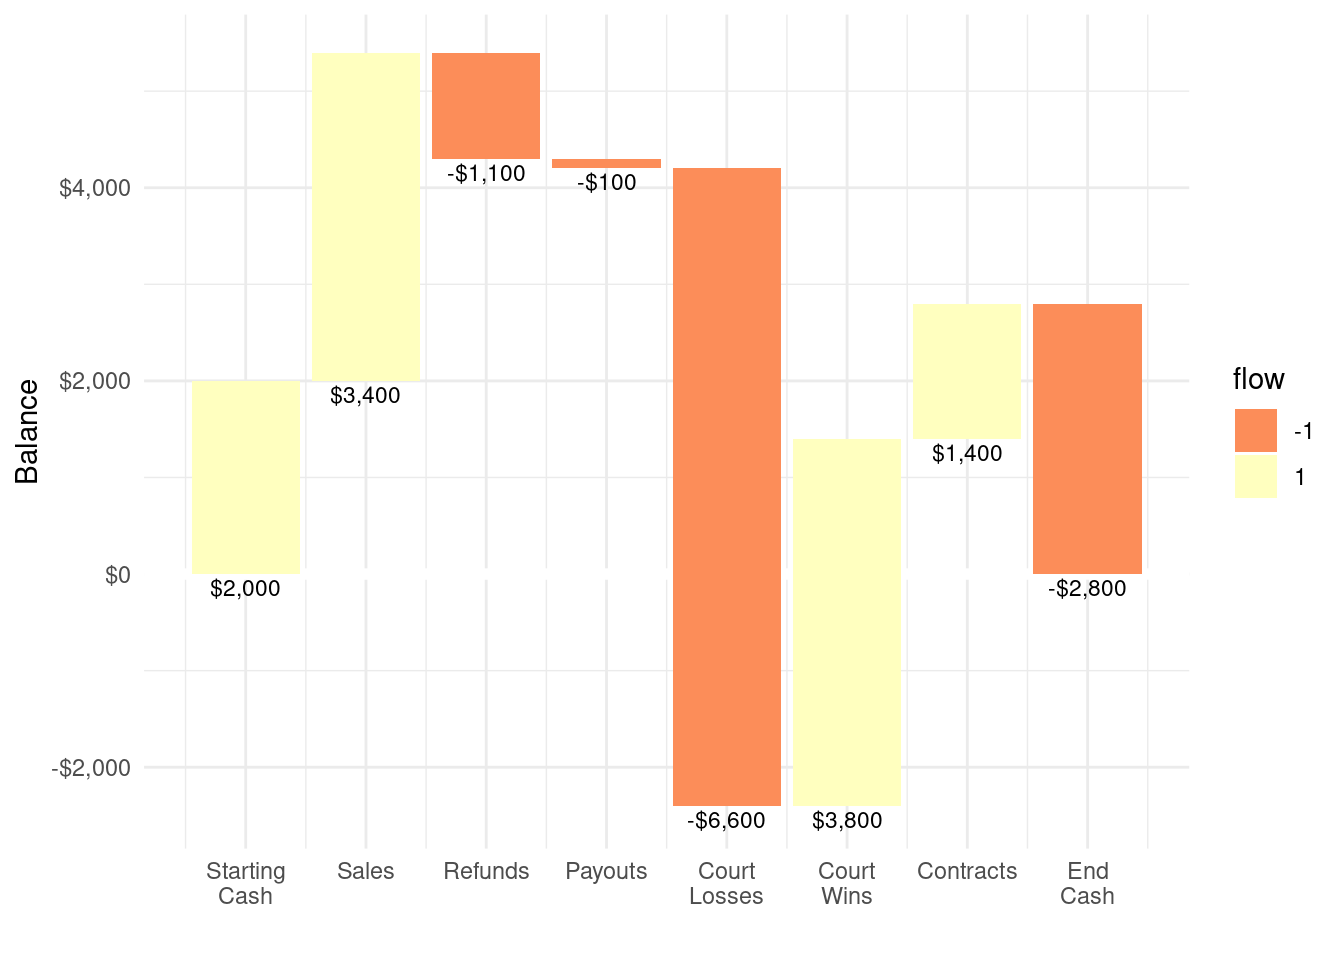 Balance
$4,000
$2,000
$0
-$2,000
$2,000
$3,400
-$1,100
-$100
-$6,600
$3,800
$1,400
-$2,800
Starting
Cash
Sales
Refunds
Payouts
Court
Losses
Court
Wins
Contracts
End
Cash
flow
-1
1